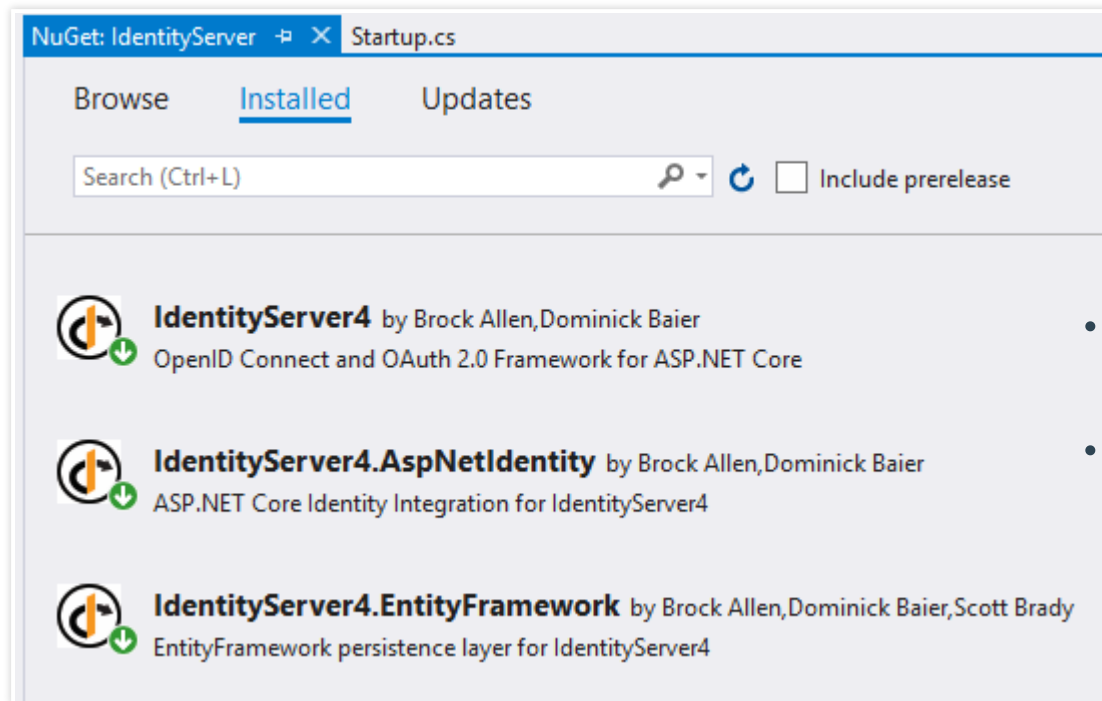 NuGet: IdentityServer Startup.cs
Browse Installed Updates
Search (Ctrl+L) Include prerelease
IdentityServer4 by Brock Allen,Dominick Baier
OpenID Connect and OAuth 2.0 Framework for ASP.NET Core
IdentityServer4.AspNetIdentity by Brock Allen,Dominick Baier
ASP.NET Core Identity Integration for IdentityServer4
IdentityServer4.EntityFramework by Brock Allen,Dominick Baier,Scott Brady
EntityFramework persistence layer for IdentityServer4